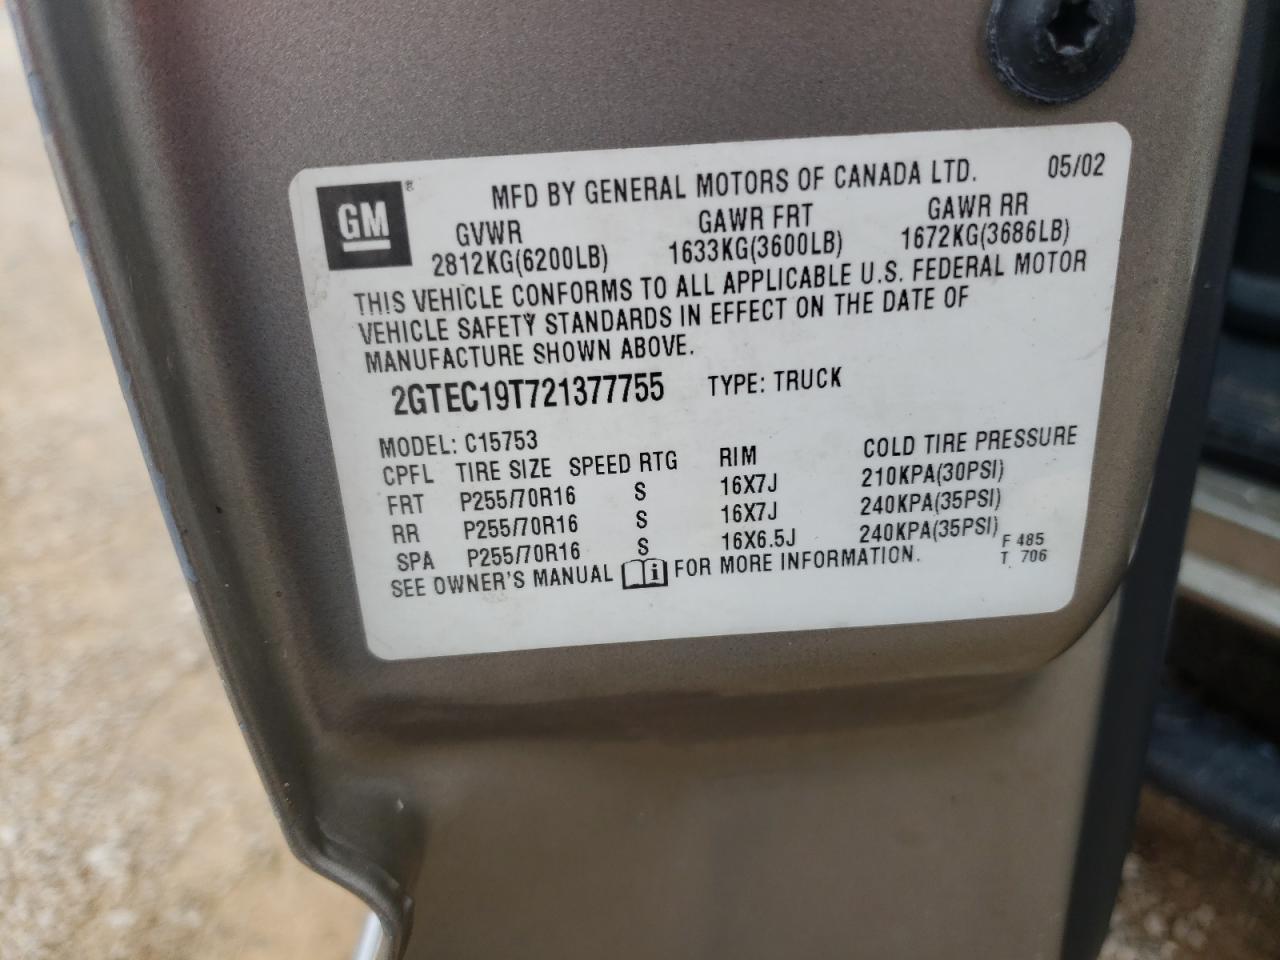 GM®
MFD BY GENERAL MOTORS OF CANADA LTD. 05/02
GVWR GAWR FRT GAWR RR
2812KG(6200LB) 1633KG(3600LB) 1672KG(3686LB)
THIS VEHICLE CONFORMS TO ALL APPLICABLE U.S. FEDERAL MOTOR
VEHICLE SAFETY STANDARDS IN EFFECT ON THE DATE OF
MANUFACTURE SHOWN ABOVE.
2GTEC19T721377755 TYPE: TRUCK
MODEL: C15753
CPFL TIRE SIZE SPEED RTG RIM COLD TIRE PRESSURE
FRT P255/70R16 S 16X7J 210KPA(30PSI)
RR P255/70R16 S 16X7J 240KPA(35PSI)
SPA P255/70R16 S 16X6.5J 240KPA(35PSI)
SEE OWNER'S MANUAL i FOR MORE INFORMATION.
F 485
T 706